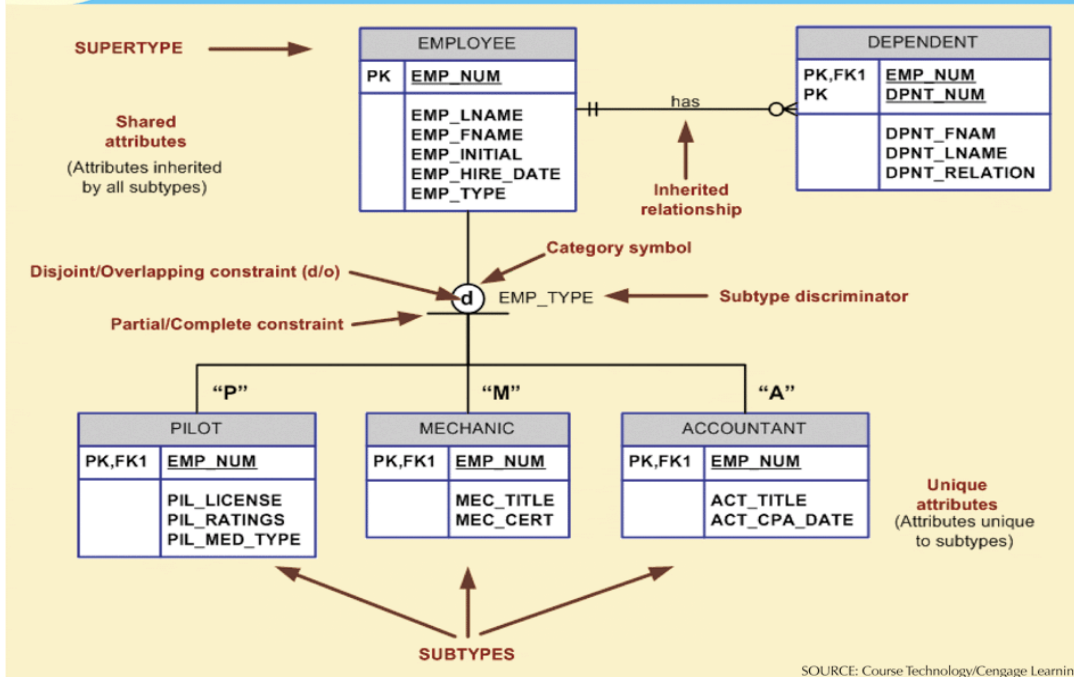 SUPERTYPE
EMPLOYEE
PK EMP_NUM
EMP_LNAME
EMP_FNAME
EMP_INITIAL
EMP_HIRE_DATE
EMP_TYPE
has
DEPENDENT
PK,FK1 EMP_NUM
PK DPNT_NUM
DPNT_FNAM
DPNT_LNAME
DPNT_RELATION
Shared
attributes
(Attributes inherited
by all subtypes)
Inherited
relationship
Category symbol
Disjoint/Overlapping constraint (d/o)
d
EMP_TYPE
Subtype discriminator
Partial/Complete constraint
“P”
“M”
“A”
PILOT
PK,FK1 EMP_NUM
PIL_LICENSE
PIL_RATINGS
PIL_MED_TYPE
MECHANIC
PK,FK1 EMP_NUM
MEC_TITLE
MEC_CERT
ACCOUNTANT
PK,FK1 EMP_NUM
ACT_TITLE
ACT_CPA_DATE
Unique
attributes
(Attributes unique
to subtypes)
SUBTYPES
SOURCE: Course Technology/Cengage Learnin